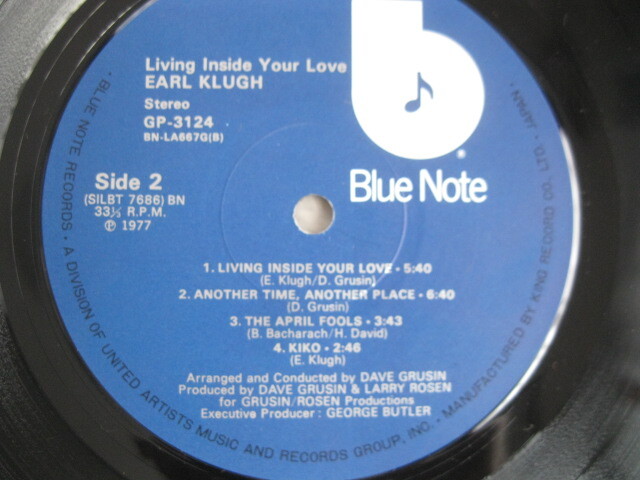 Living Inside Your Love
EARL KLUGH
Stereo
GP-3124
BN-LA667G(B)
b
®
Blue Note
Side 2
(SILBT 7686) BN
33⅓ R.P.M.
℗ 1977
1. LIVING INSIDE YOUR LOVE • 5:40
(E. Klugh/D. Grusin)
2. ANOTHER TIME, ANOTHER PLACE • 6:40
(D. Grusin)
3. THE APRIL FOOLS • 3:43
(B. Bacharach/H. David)
4. KIKO • 2:46
(E. Klugh)
Arranged and Conducted by DAVE GRUSIN
Produced by DAVE GRUSIN & LARRY ROSEN
for GRUSIN/ROSEN Productions
Executive Producer : GEORGE BUTLER
BLUE NOTE RECORDS • A DIVISION OF UNITED ARTISTS MUSIC AND RECORDS GROUP, INC. • MANUFACTURED BY KING RECORD CO. LTD. • JAPAN •